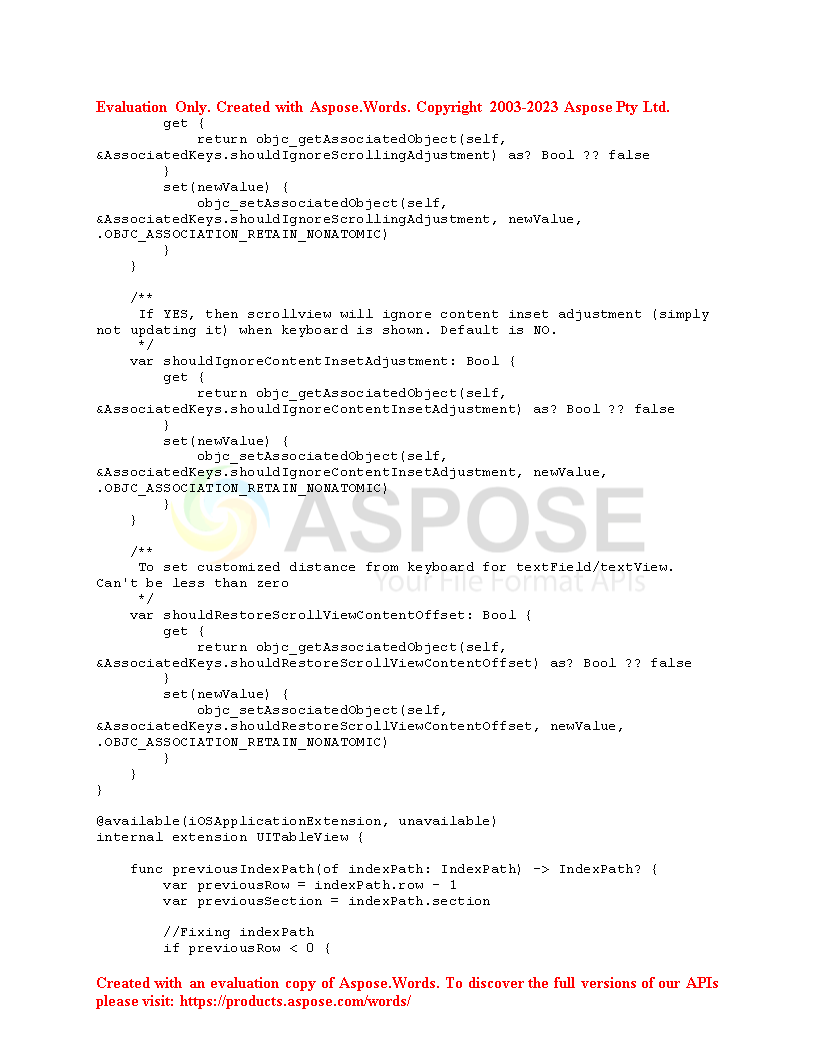 Evaluation Only. Created with Aspose.Words. Copyright 2003-2023 Aspose Pty Ltd.
        get {
            return objc_getAssociatedObject(self,
&AssociatedKeys.shouldIgnoreScrollingAdjustment) as? Bool ?? false
        }
        set(newValue) {
            objc_setAssociatedObject(self,
&AssociatedKeys.shouldIgnoreScrollingAdjustment, newValue,
.OBJC_ASSOCIATION_RETAIN_NONATOMIC)
        }
    }

    /**
     If YES, then scrollview will ignore content inset adjustment (simply
not updating it) when keyboard is shown. Default is NO.
     */
    var shouldIgnoreContentInsetAdjustment: Bool {
        get {
            return objc_getAssociatedObject(self,
&AssociatedKeys.shouldIgnoreContentInsetAdjustment) as? Bool ?? false
        }
        set(newValue) {
            objc_setAssociatedObject(self,
&AssociatedKeys.shouldIgnoreContentInsetAdjustment, newValue,
.OBJC_ASSOCIATION_RETAIN_NONATOMIC)
        }
    }
ASPOSE

    /**
     To set customized distance from keyboard for textField/textView.
Can't be less than zero
Your File Format APIs
     */
    var shouldRestoreScrollViewContentOffset: Bool {
        get {
            return objc_getAssociatedObject(self,
&AssociatedKeys.shouldRestoreScrollViewContentOffset) as? Bool ?? false
        }
        set(newValue) {
            objc_setAssociatedObject(self,
&AssociatedKeys.shouldRestoreScrollViewContentOffset, newValue,
.OBJC_ASSOCIATION_RETAIN_NONATOMIC)
        }
    }
}

@available(iOSApplicationExtension, unavailable)
internal extension UITableView {

    func previousIndexPath(of indexPath: IndexPath) -> IndexPath? {
        var previousRow = indexPath.row - 1
        var previousSection = indexPath.section

        //Fixing indexPath
        if previousRow < 0 {

Created with an evaluation copy of Aspose.Words. To discover the full versions of our APIs
please visit: https://products.aspose.com/words/